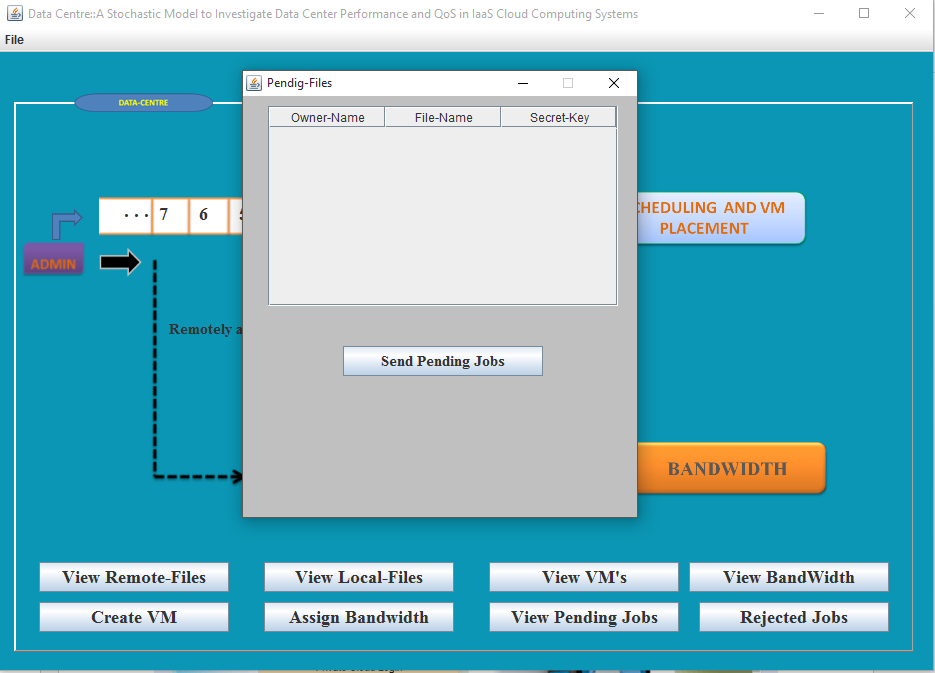 Data Centre::A Stochastic Model to Investigate Data Center Performance and QoS in IaaS Cloud Computing Systems
File
Pendig-Files
DATA-CENTRE
Owner-Name File-Name Secret-Key
... 7 6
CHEDULING AND VM
PLACEMENT
ADMIN
Remotely a
Send Pending Jobs
BANDWIDTH
View Remote-Files View Local-Files View VM's View BandWidth
Create VM Assign Bandwidth View Pending Jobs Rejected Jobs